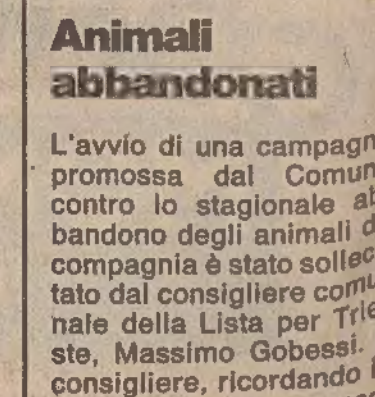 Animali
abbandonati
L'avvio di una campagn
promossa dal Comun
contro lo stagionale ab
bandono degli animali d
compagnia è stato sollec
tato dal consigliere comu
nale della Lista per Trie
ste, Massimo Gobessi.
consigliere, ricordando i